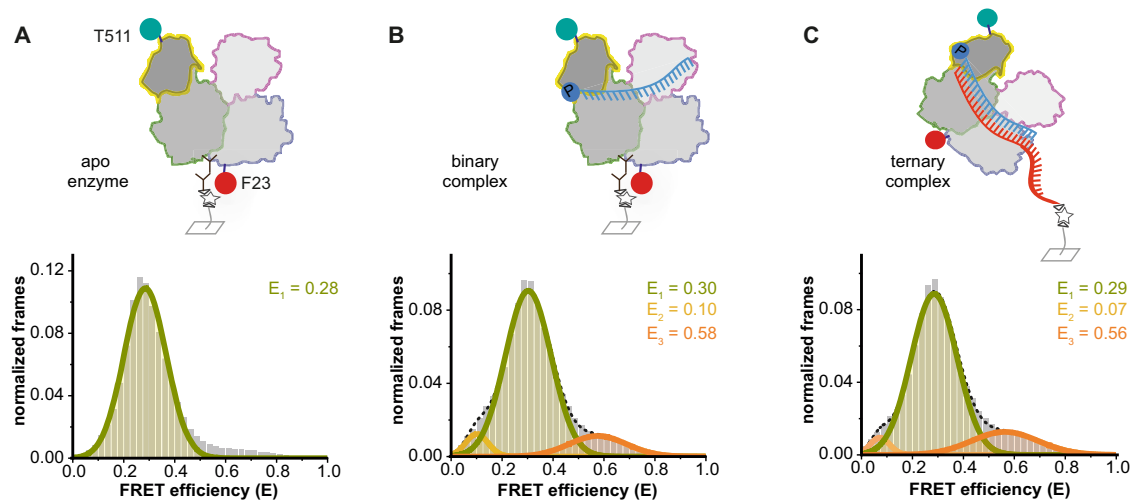 A
T511
apo
enzyme
F23
E1 = 0.28
normalized frames
0.12
0.08
0.04
0.00
0.0 0.2 0.4 0.6 0.8 1.0
FRET efficiency (E)
B
P
binary
complex
E1 = 0.30
E2 = 0.10
E3 = 0.58
normalized frames
0.08
0.04
0.00
0.0 0.2 0.4 0.6 0.8 1.0
FRET efficiency (E)
C
P
ternary
complex
E1 = 0.29
E2 = 0.07
E3 = 0.56
normalized frames
0.08
0.04
0.00
0.0 0.2 0.4 0.6 0.8 1.0
FRET efficiency (E)